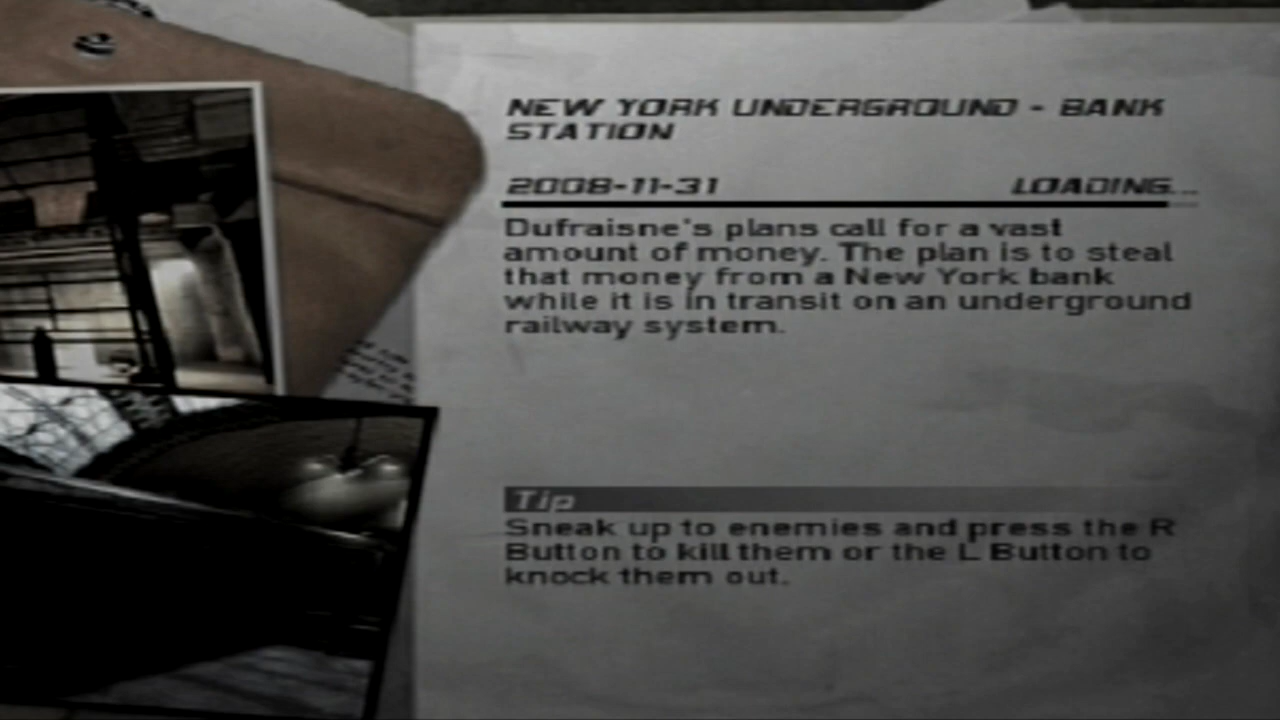 NEW YORK UNDERGROUND - BANK
STATION
2008-11-31 LOADING...
Dufraisne's plans call for a vast
amount of money. The plan is to steal
that money from a New York bank
while it is in transit on an underground
railway system.
Tip
Sneak up to enemies and press the R
Button to kill them or the L Button to
knock them out.